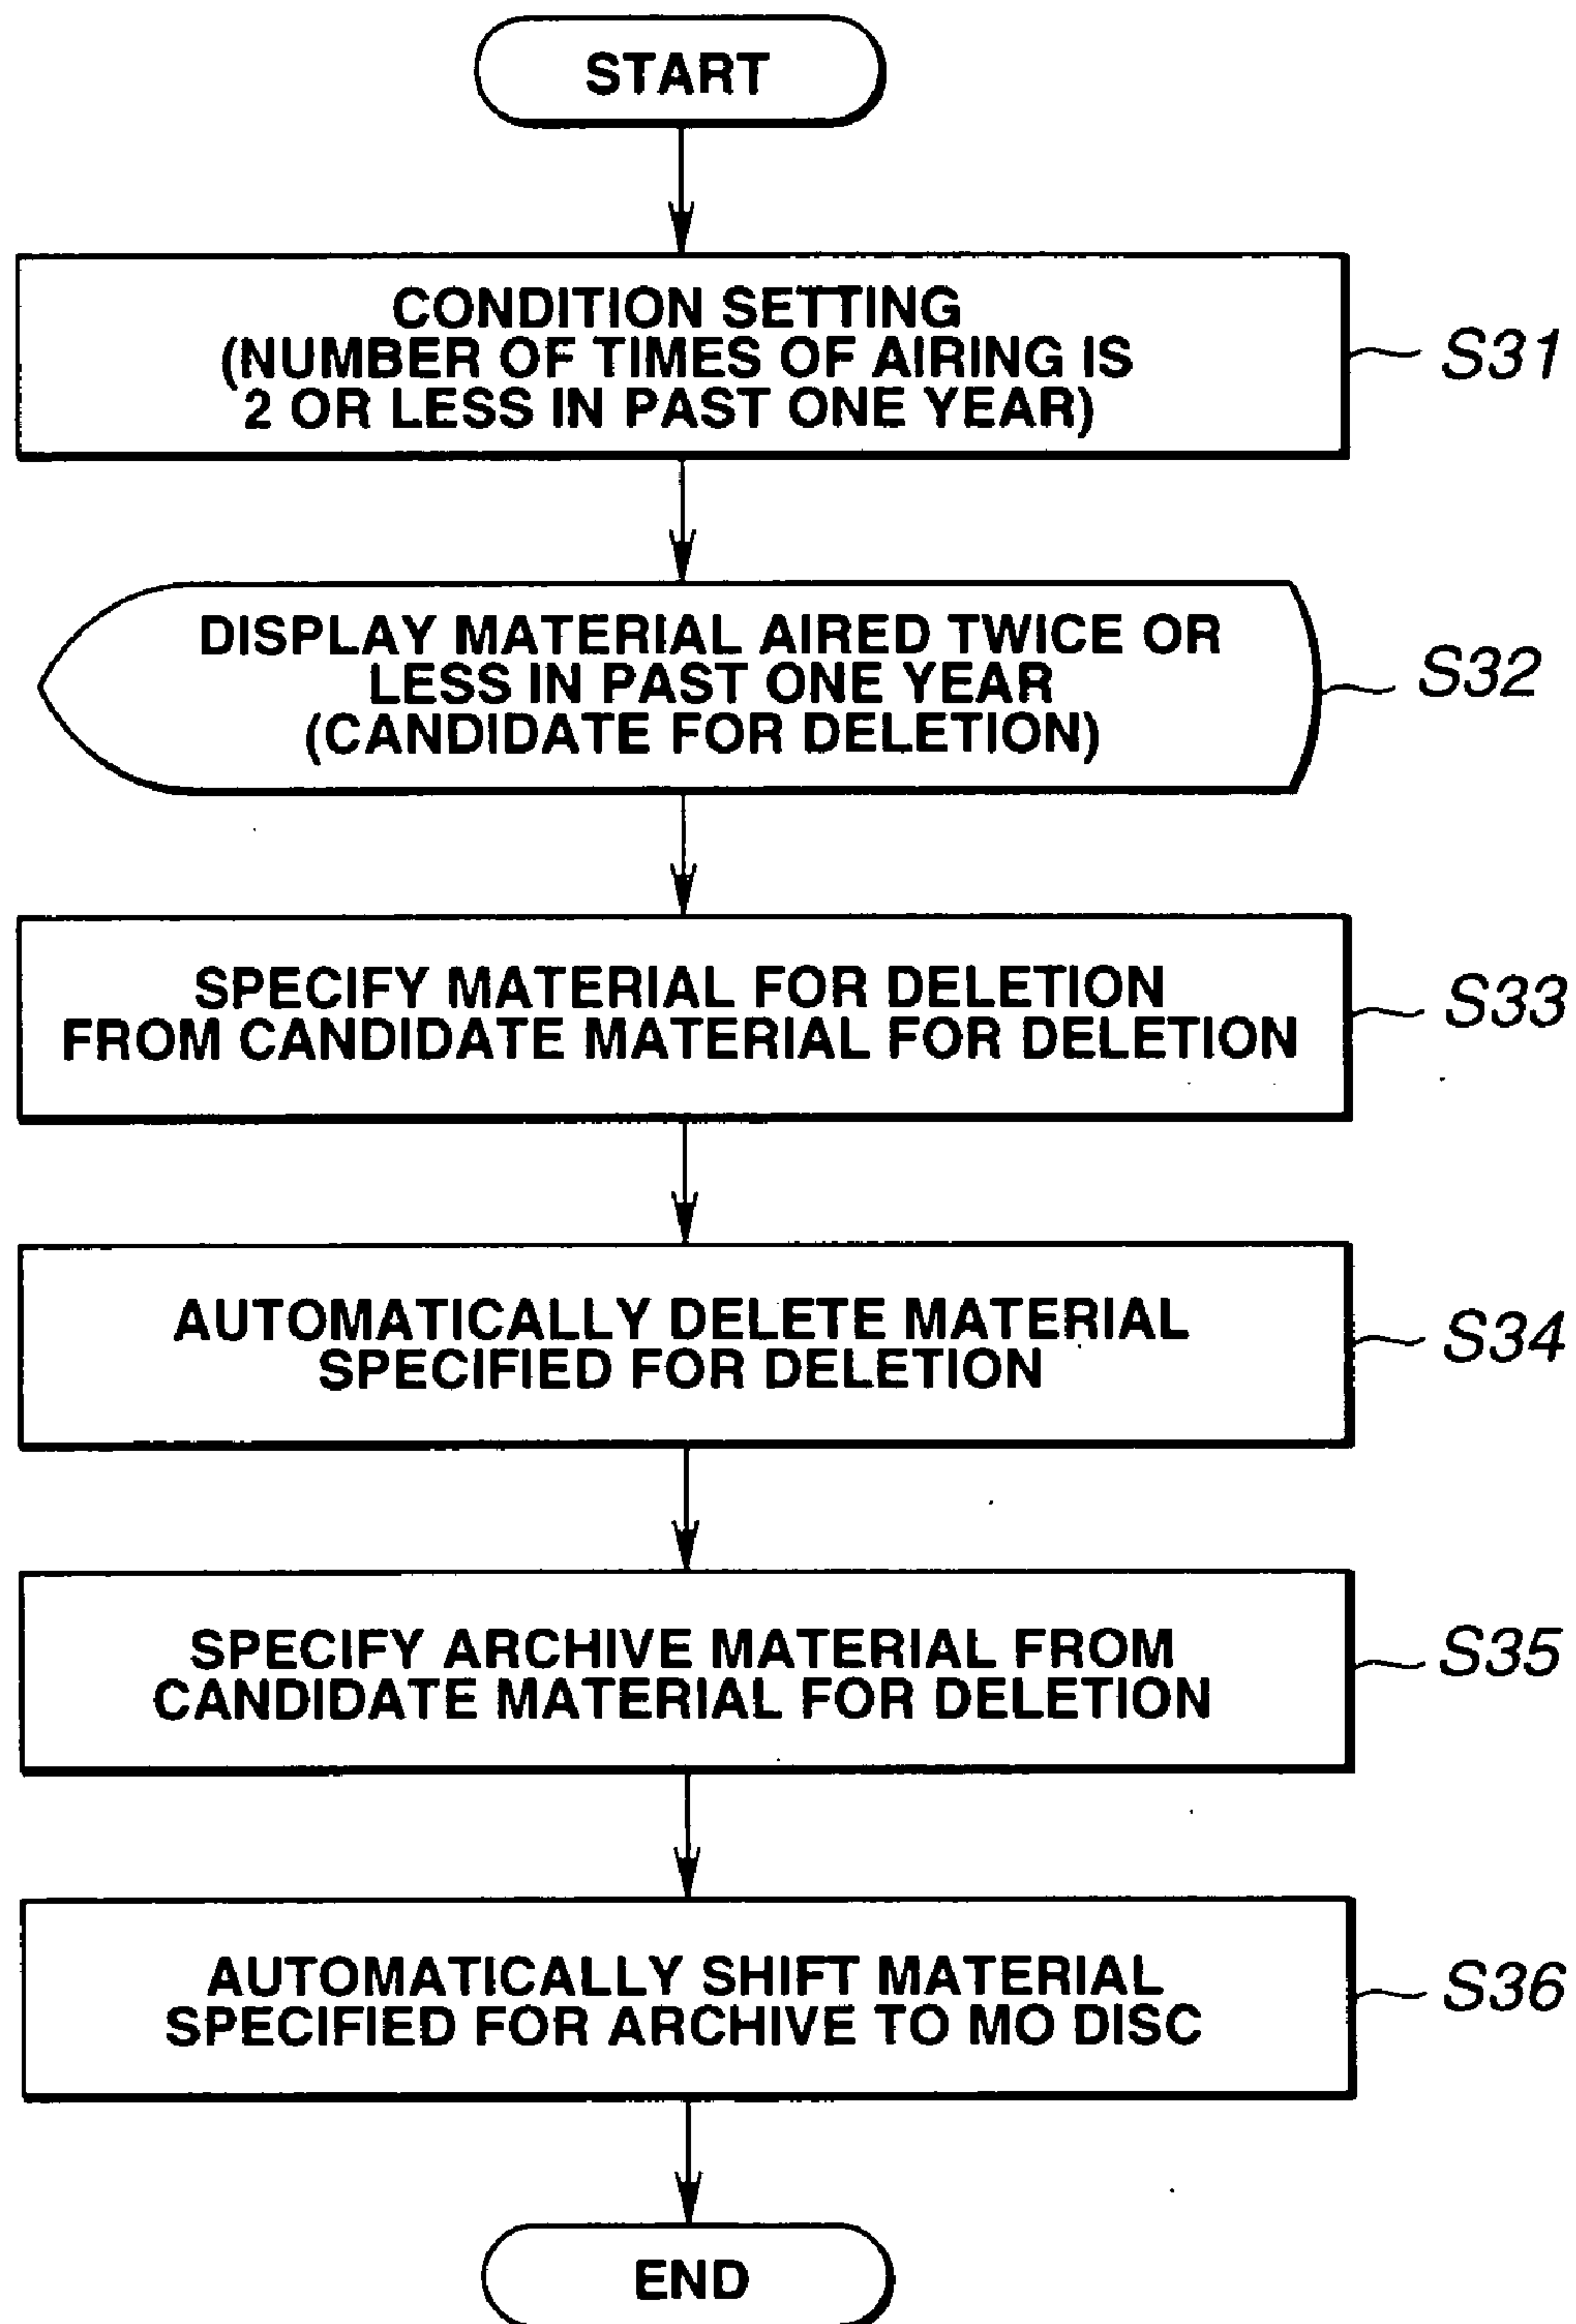 START
CONDITION SETTING
(NUMBER OF TIMES OF AIRING IS
2 OR LESS IN PAST ONE YEAR)
S31
DISPLAY MATERIAL AIRED TWICE OR
LESS IN PAST ONE YEAR
(CANDIDATE FOR DELETION)
S32
SPECIFY MATERIAL FOR DELETION
FROM CANDIDATE MATERIAL FOR DELETION
S33
AUTOMATICALLY DELETE MATERIAL
SPECIFIED FOR DELETION
S34
SPECIFY ARCHIVE MATERIAL FROM
CANDIDATE MATERIAL FOR DELETION
S35
AUTOMATICALLY SHIFT MATERIAL
SPECIFIED FOR ARCHIVE TO MO DISC
S36
END